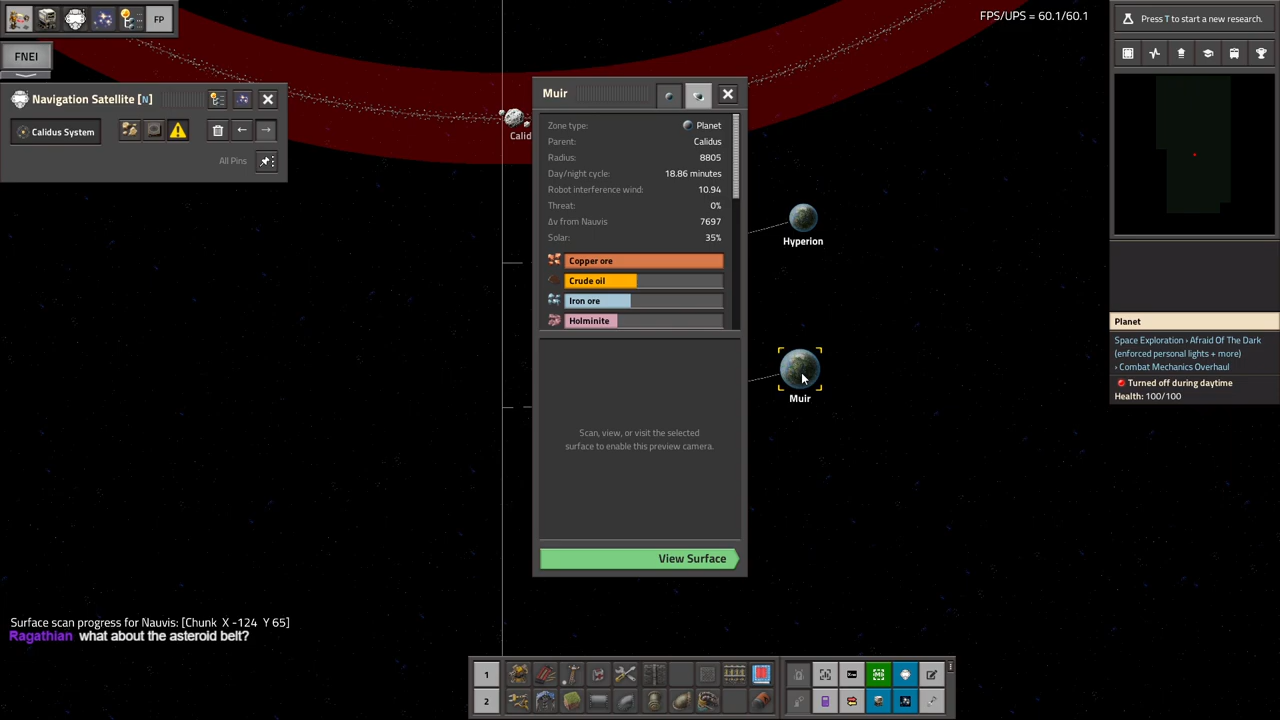 FP
FPS/UPS = 60.1/60.1
Press T to start a new research.
FNEI
Navigation Satellite [N]
Calidus System
All Pins
Muir
Zone type: Planet
Parent: Calidus
Radius: 8805
Day/night cycle: 18.86 minutes
Robot interference wind: 10.94
Threat: 0%
Δv from Nauvis 7697
Solar: 35%
Copper ore
Crude oil
Iron ore
Holminite
Calid
Hyperion
Muir
Scan, view, or visit the selected
surface to enable this preview camera.
View Surface
Planet
Space Exploration › Afraid Of The Dark
(enforced personal lights + more)
› Combat Mechanics Overhaul
Turned off during daytime
Health: 100/100
Surface scan progress for Nauvis: [Chunk X -124 Y 65]
Ragathian what about the asteroid belt?
1
2